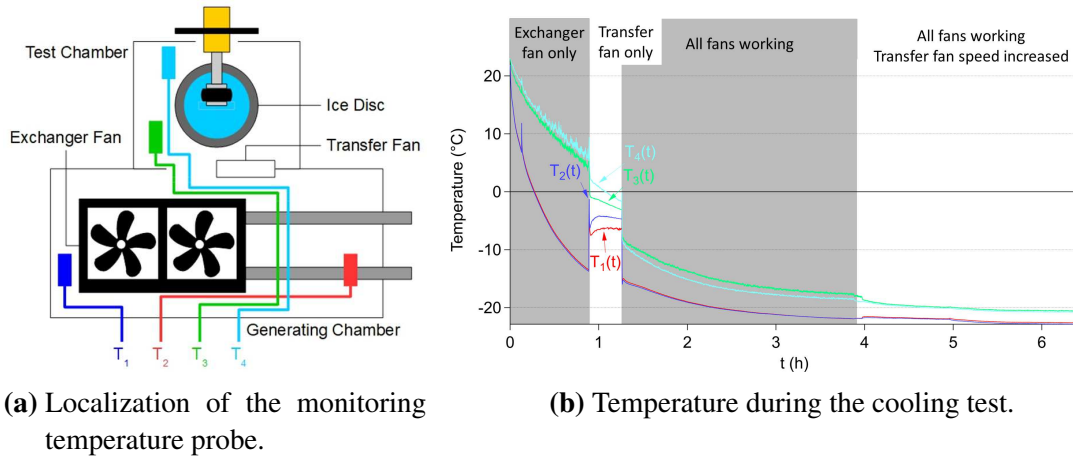 Test Chamber
Ice Disc
Exchanger Fan
Transfer Fan
Generating Chamber
T1 T2 T3 T4
(a) Localization of the monitoring
temperature probe.
Exchanger
fan only
Transfer
fan only
All fans working
All fans working
Transfer fan speed increased
Temperature (°C)
20
10
0
-10
-20
T4(t)
T3(t)
T2(t)
T1(t)
0 1 2 3 4 5 6
t (h)
(b) Temperature during the cooling test.